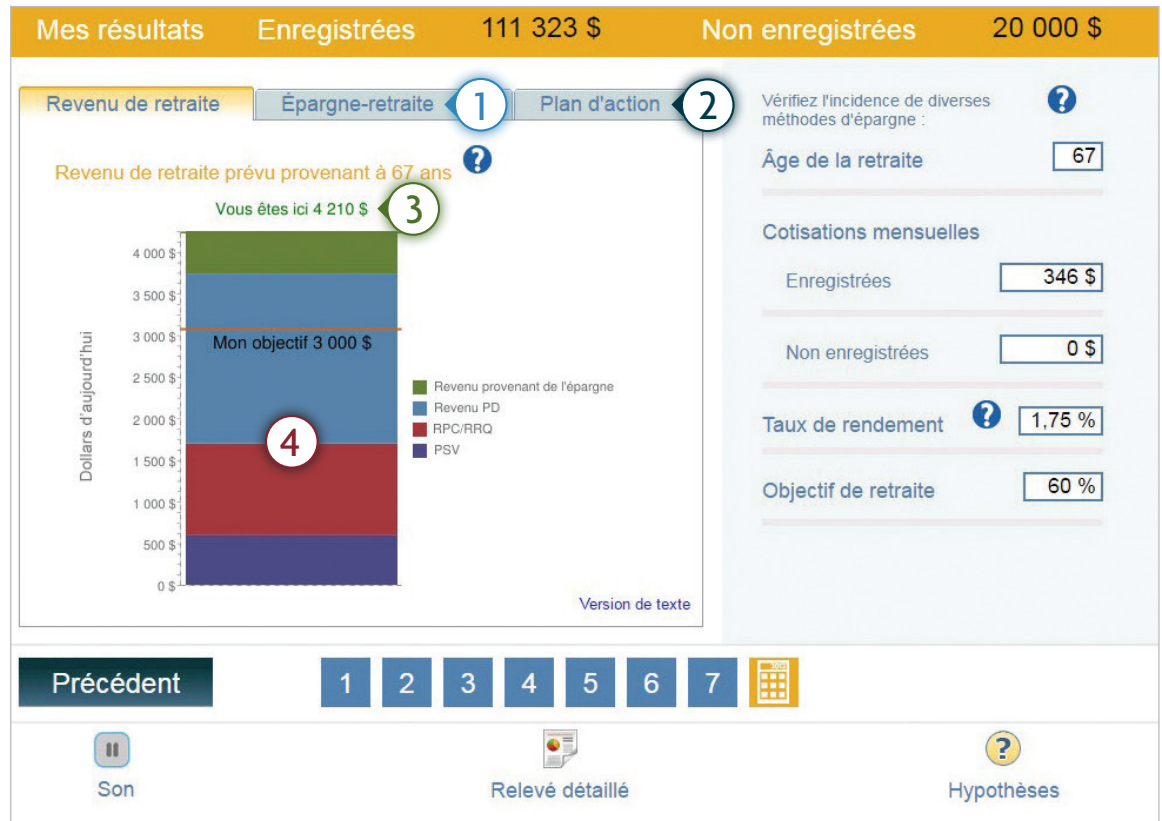 Mes résultats Enregistrées 111 323 $ Non enregistrées 20 000 $
Revenu de retraite Épargne-retraite 1 Plan d'action 2
Revenu de retraite prévu provenant à 67 ans ?
Vous êtes ici 4 210 $ 3
4 000 $
3 500 $
3 000 $
Mon objectif 3 000 $
2 500 $
2 000 $
1 500 $
1 000 $
500 $
0 $
Dollars d'aujourd'hui
4
Revenu provenant de l'épargne
Revenu PD
RPC/RRQ
PSV
Version de texte
Vérifiez l'incidence de diverses
méthodes d'épargne :
?
Âge de la retraite 67
Cotisations mensuelles
Enregistrées 346 $
Non enregistrées 0 $
Taux de rendement ? 1,75 %
Objectif de retraite 60 %
Précédent 1 2 3 4 5 6 7
?
Son Relevé détaillé Hypothèses